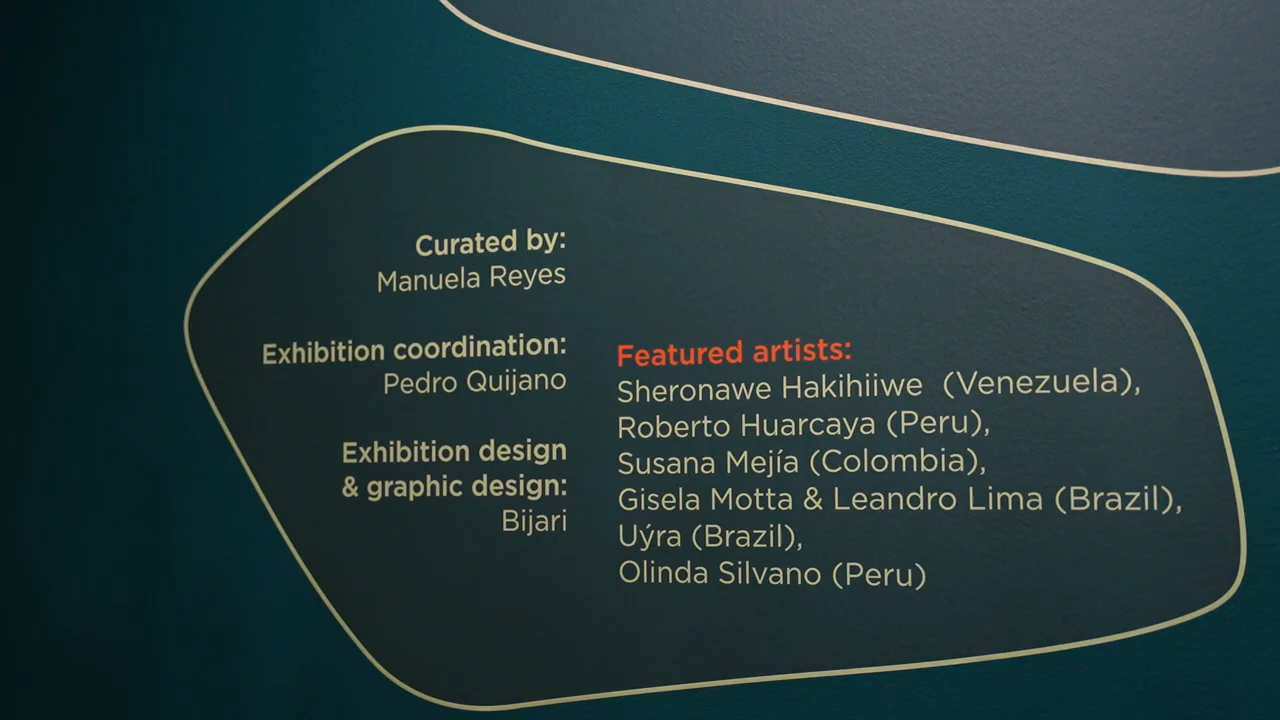 Curated by:
Manuela Reyes
Exhibition coordination:
Pedro Quijano
Exhibition design
& graphic design:
Bijari
Featured artists:
Sheronawe Hakihiiwe (Venezuela),
Roberto Huarcaya (Peru),
Susana Mejía (Colombia),
Gisela Motta & Leandro Lima (Brazil),
Uýra (Brazil),
Olinda Silvano (Peru)